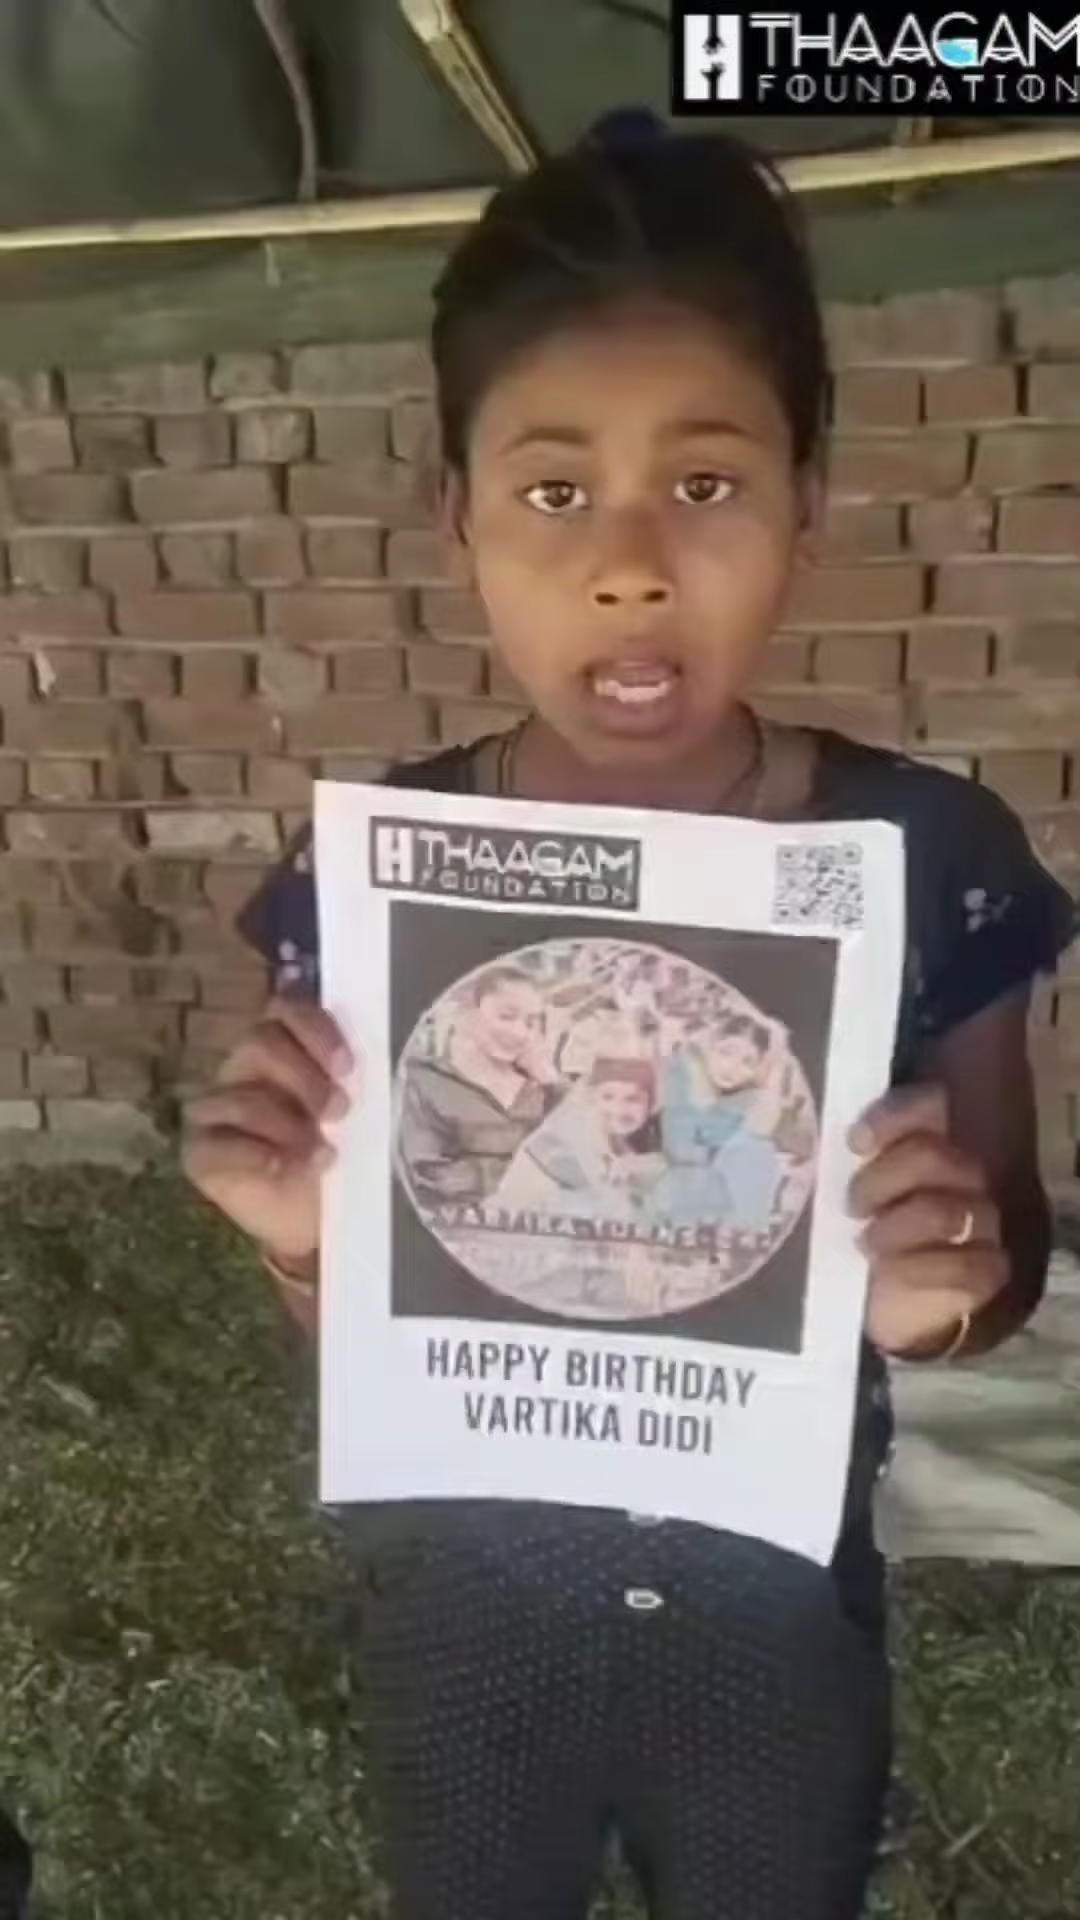 THAAGAM
FOUNDATION
THAAGAM
FOUNDATION
HAPPY BIRTHDAY
VARTIKA DIDI